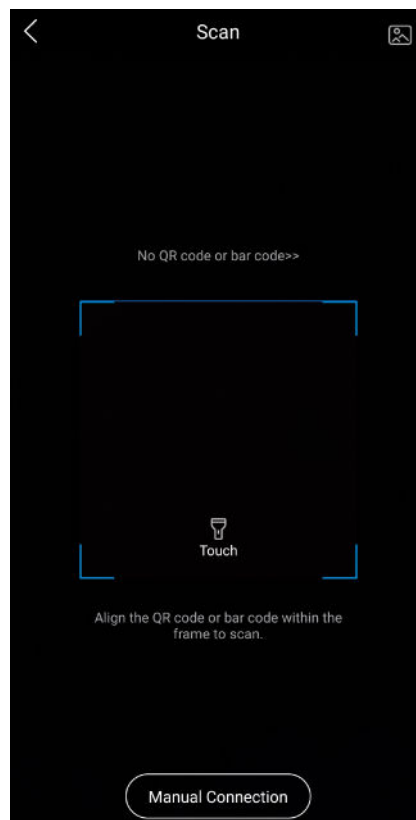 Scan
No QR code or bar code>>
Touch
Align the QR code or bar code within the
frame to scan.
Manual Connection